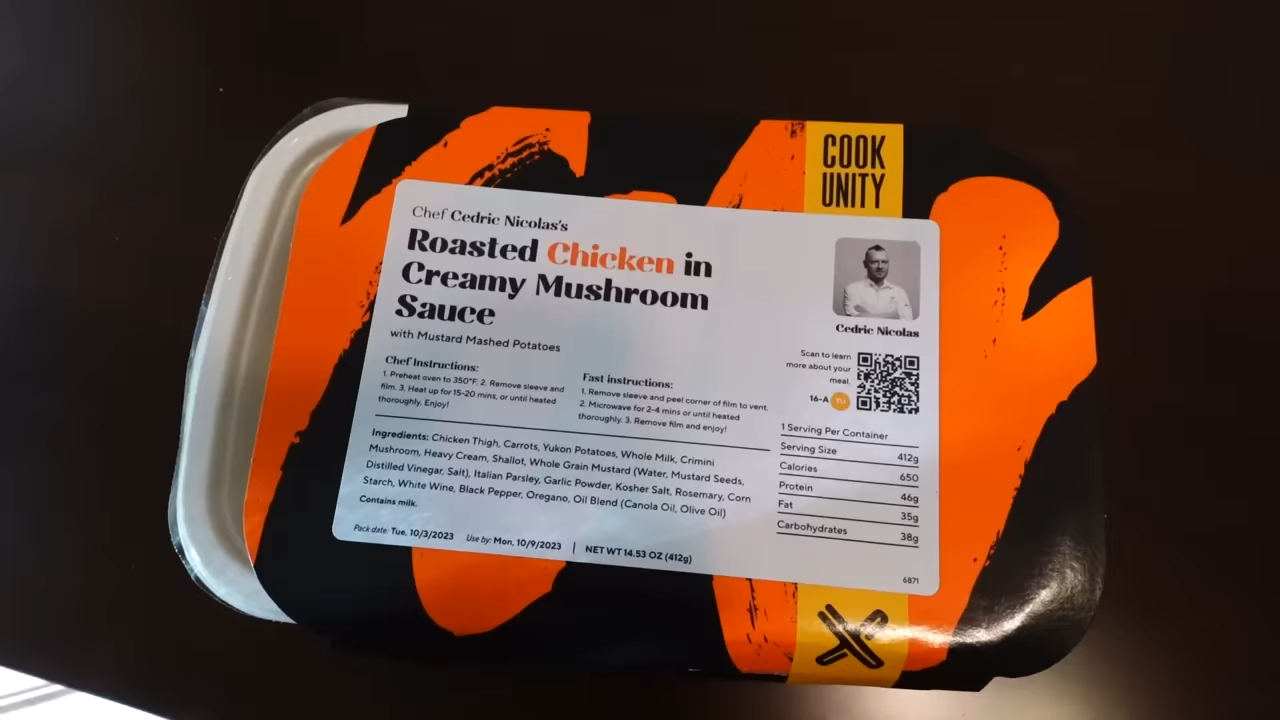 COOK
UNITY
Chef Cedric Nicolas's
Roasted Chicken in
Creamy Mushroom
Sauce
with Mustard Mashed Potatoes
Chef Instructions:
1. Preheat oven to 350°F. 2. Remove sleeve and
film. 3. Heat up for 15-20 mins, or until heated
thoroughly. Enjoy!
Fast instructions:
1. Remove sleeve and peel corner of film to vent.
2. Microwave for 2-4 mins or until heated
thoroughly. 3. Remove film and enjoy!
Ingredients: Chicken Thigh, Carrots, Yukon Potatoes, Whole Milk, Crimini
Mushroom, Heavy Cream, Shallot, Whole Grain Mustard (Water, Mustard Seeds,
Distilled Vinegar, Salt), Italian Parsley, Garlic Powder, Kosher Salt, Rosemary, Corn
Starch, White Wine, Black Pepper, Oregano, Oil Blend (Canola Oil, Olive Oil)
Contains milk.
Pack date: Tue, 10/3/2023 Use by: Mon, 10/9/2023 | NET WT 14.53 OZ (412g)
Cedric Nicolas
Scan to learn
more about your
meal.
16-A TU
1 Serving Per Container
Serving Size 412g
Calories 650
Protein 46g
Fat 35g
Carbohydrates 38g
6871